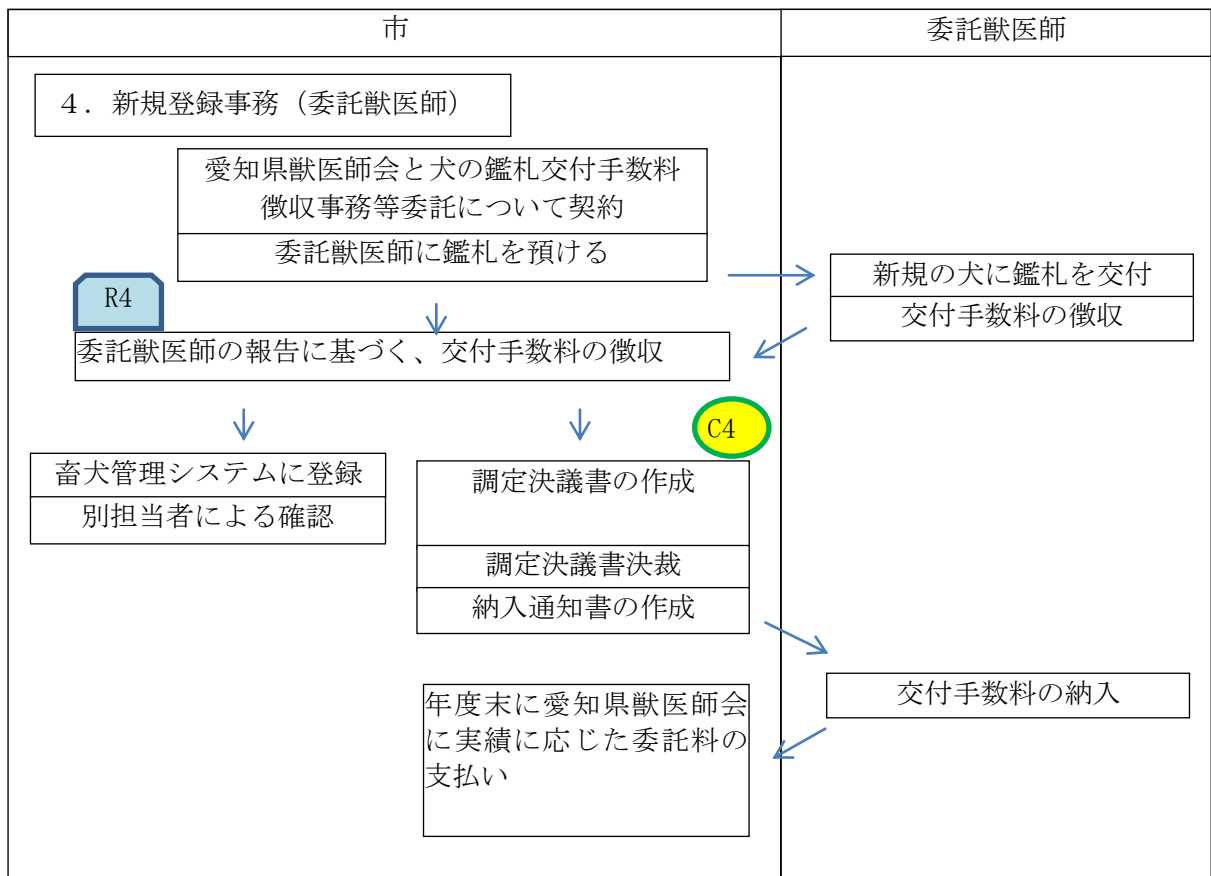 市
委託獣医師
４．新規登録事務（委託獣医師）
愛知県獣医師会と犬の鑑札交付手数料
徴収事務等委託について契約
委託獣医師に鑑札を預ける
新規の犬に鑑札を交付
交付手数料の徴収
R4
委託獣医師の報告に基づく、交付手数料の徴収
C4
畜犬管理システムに登録
別担当者による確認
調定決議書の作成
調定決議書決裁
納入通知書の作成
交付手数料の納入
年度末に愛知県獣医師会
に実績に応じた委託料の
支払い